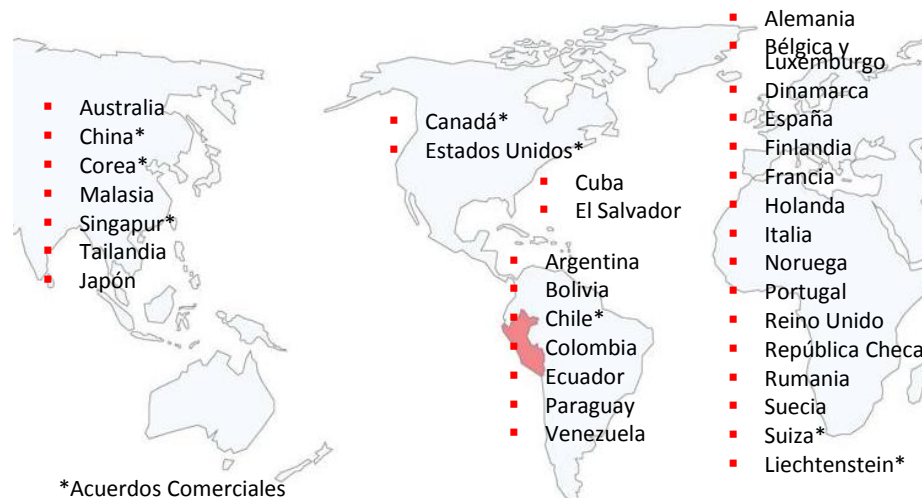 Australia
China*
Corea*
Malasia
Singapur*
Tailandia
Japón
Canadá*
Estados Unidos*
Cuba
El Salvador
Argentina
Bolivia
Chile*
Colombia
Ecuador
Paraguay
Venezuela
Alemania
Bélgica y
Luxemburgo
Dinamarca
España
Finlandia
Francia
Holanda
Italia
Noruega
Portugal
Reino Unido
República Checa
Rumania
Suecia
Suiza*
Liechtenstein*
*Acuerdos Comerciales